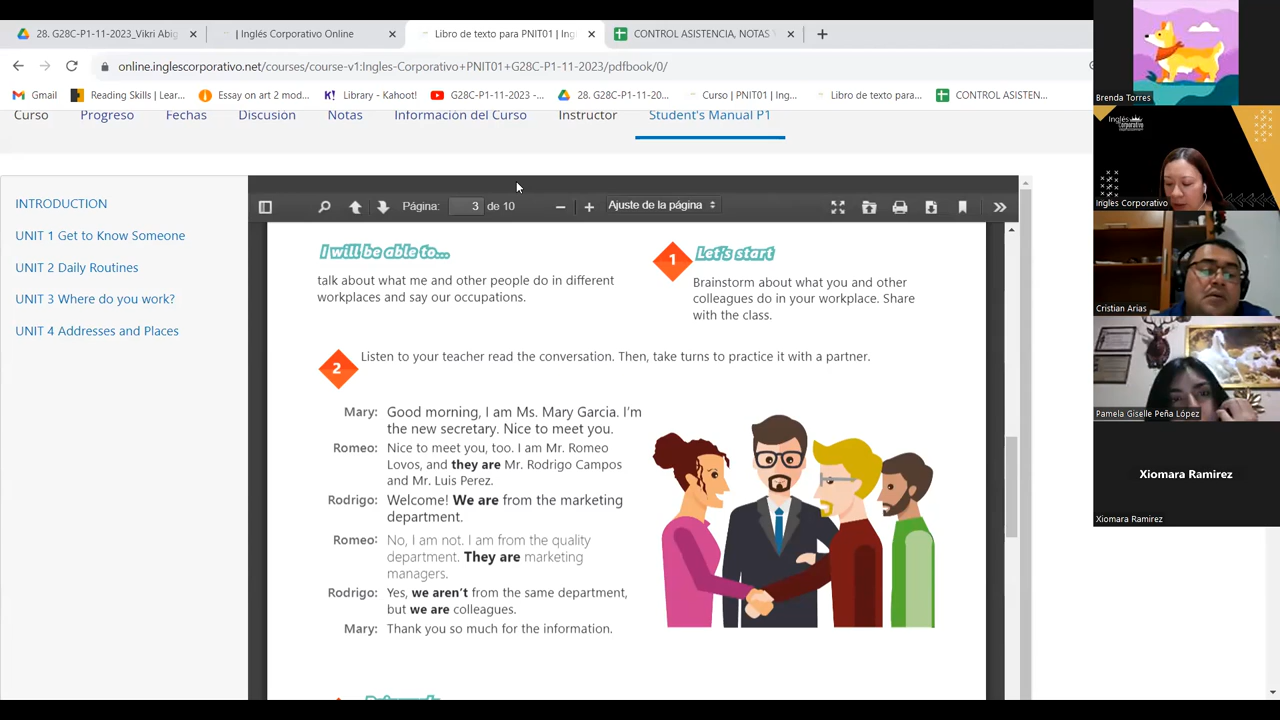 28. G28C-P1-11-2023_Vikri Abig
| Inglés Corporativo Online
Libro de texto para PNIT01 | Ing
CONTROL ASISTENCIA, NOTAS Y
online.inglescorporativo.net/courses/course-v1:Ingles-Corporativo+PNIT01+G28C-P1-11-2023/pdfbook/0/
Gmail
Reading Skills | Lear...
Essay on art 2 mod...
Library - Kahoot!
G28C-P1-11-2023 -...
28. G28C-P1-11-20...
Curso | PNIT01 | Ing...
Libro de texto para...
CONTROL ASISTEN...
Curso
Progreso
Fechas
Discusión
Notas
Información del Curso
Instructor
Student's Manual P1
INTRODUCTION
UNIT 1 Get to Know Someone
UNIT 2 Daily Routines
UNIT 3 Where do you work?
UNIT 4 Addresses and Places
Página: 3 de 10
Ajuste de la página
I will be able to...
talk about what me and other people do in different
workplaces and say our occupations.
1 Let's start
Brainstorm about what you and other
colleagues do in your workplace. Share
with the class.
2 Listen to your teacher read the conversation. Then, take turns to practice it with a partner.
Mary: Good morning, I am Ms. Mary Garcia. I'm
the new secretary. Nice to meet you.
Romeo: Nice to meet you, too. I am Mr. Romeo
Lovos, and they are Mr. Rodrigo Campos
and Mr. Luis Perez.
Rodrigo: Welcome! We are from the marketing
department.
Romeo: No, I am not. I am from the quality
department. They are marketing
managers.
Rodrigo: Yes, we aren't from the same department,
but we are colleagues.
Mary: Thank you so much for the information.
Brenda Torres
Inglés
Corporativo
Ingles Corporativo
Cristian Arias
Pamela Giselle Peña López
Xiomara Ramirez
Xiomara Ramirez